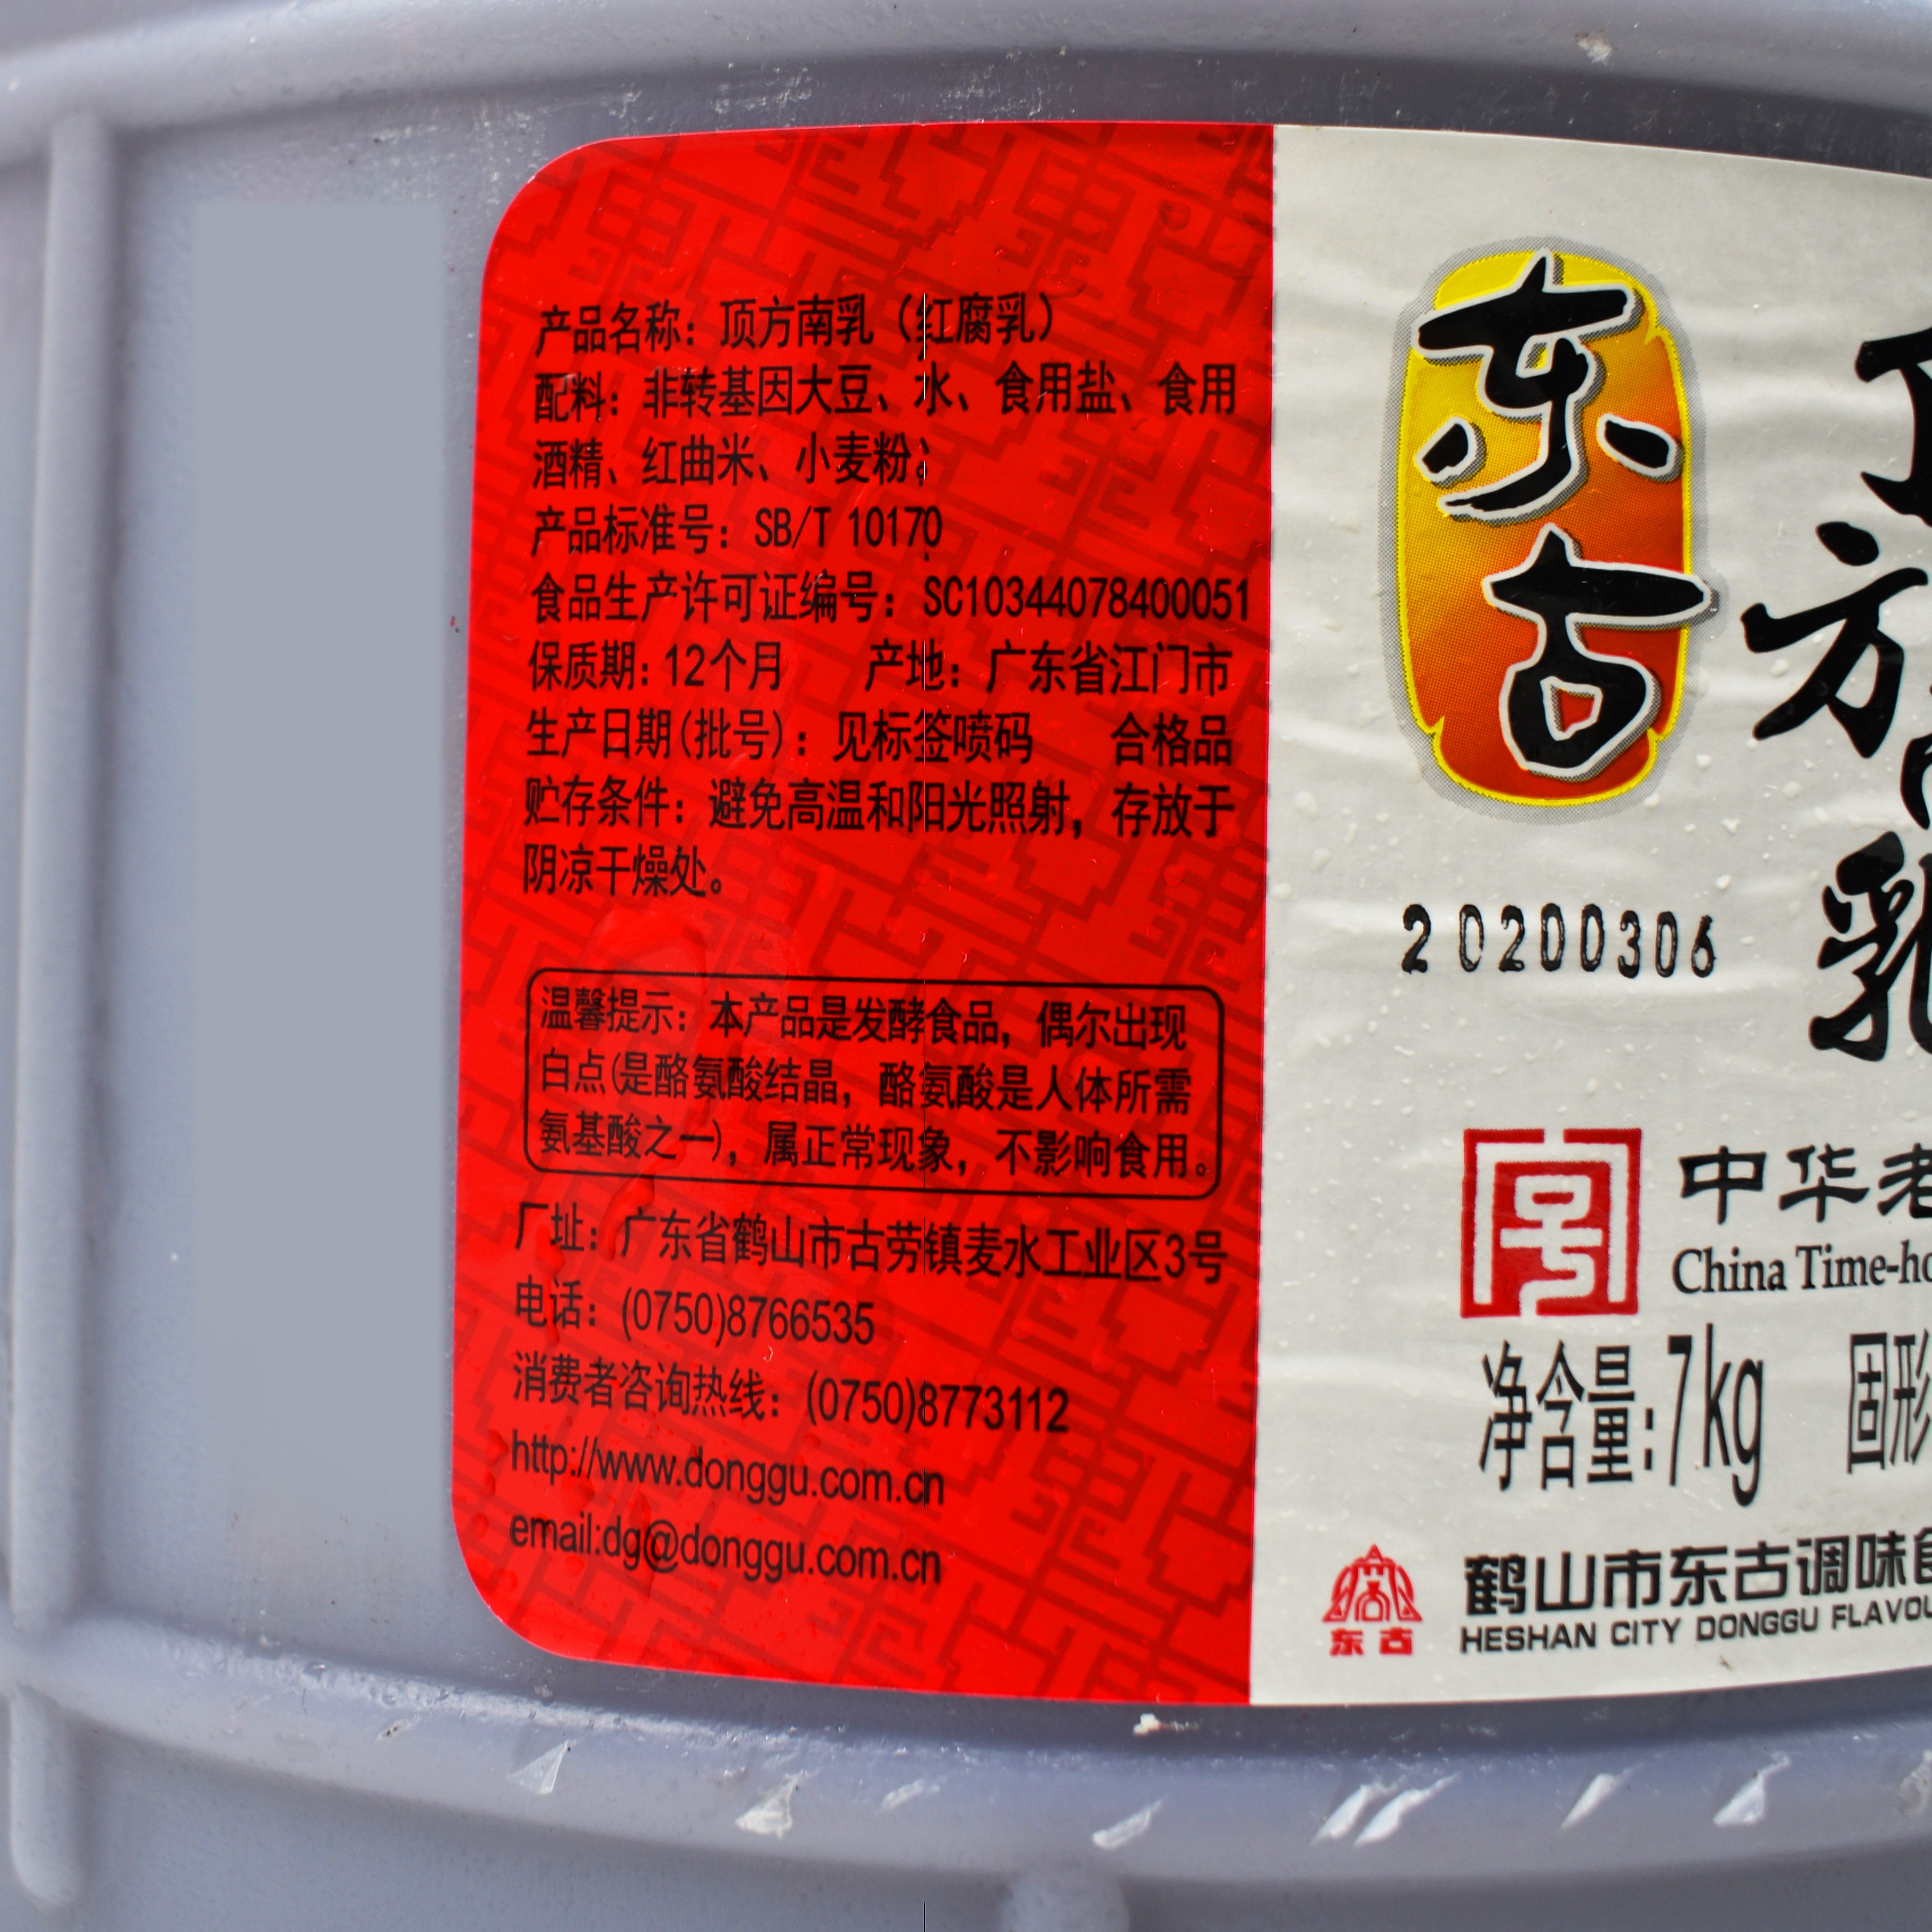 产品名称：顶方南乳（红腐乳）
配料：非转基因大豆、水、食用盐、食用
酒精、红曲米、小麦粉。
产品标准号：SB/T 10170
食品生产许可证编号：SC10344078400051
保质期：12个月 产地：广东省江门市
生产日期(批号)：见标签喷码 合格品
贮存条件：避免高温和阳光照射，存放于
阴凉干燥处。
温馨提示：本产品是发酵食品，偶尔出现
白点(是酪氨酸结晶，酪氨酸是人体所需
氨基酸之一)，属正常现象，不影响食用。
厂址：广东省鹤山市古劳镇麦水工业区3号
电话：(0750)8766535
消费者咨询热线：(0750)8773112
http://www.donggu.com.cn
email:dg@donggu.com.cn
东古
方
乳
20200306
号
中华老
China Time-ho
净含量:7kg 固形
东古
鹤山市东古调味食
HESHAN CITY DONGGU FLAVOU